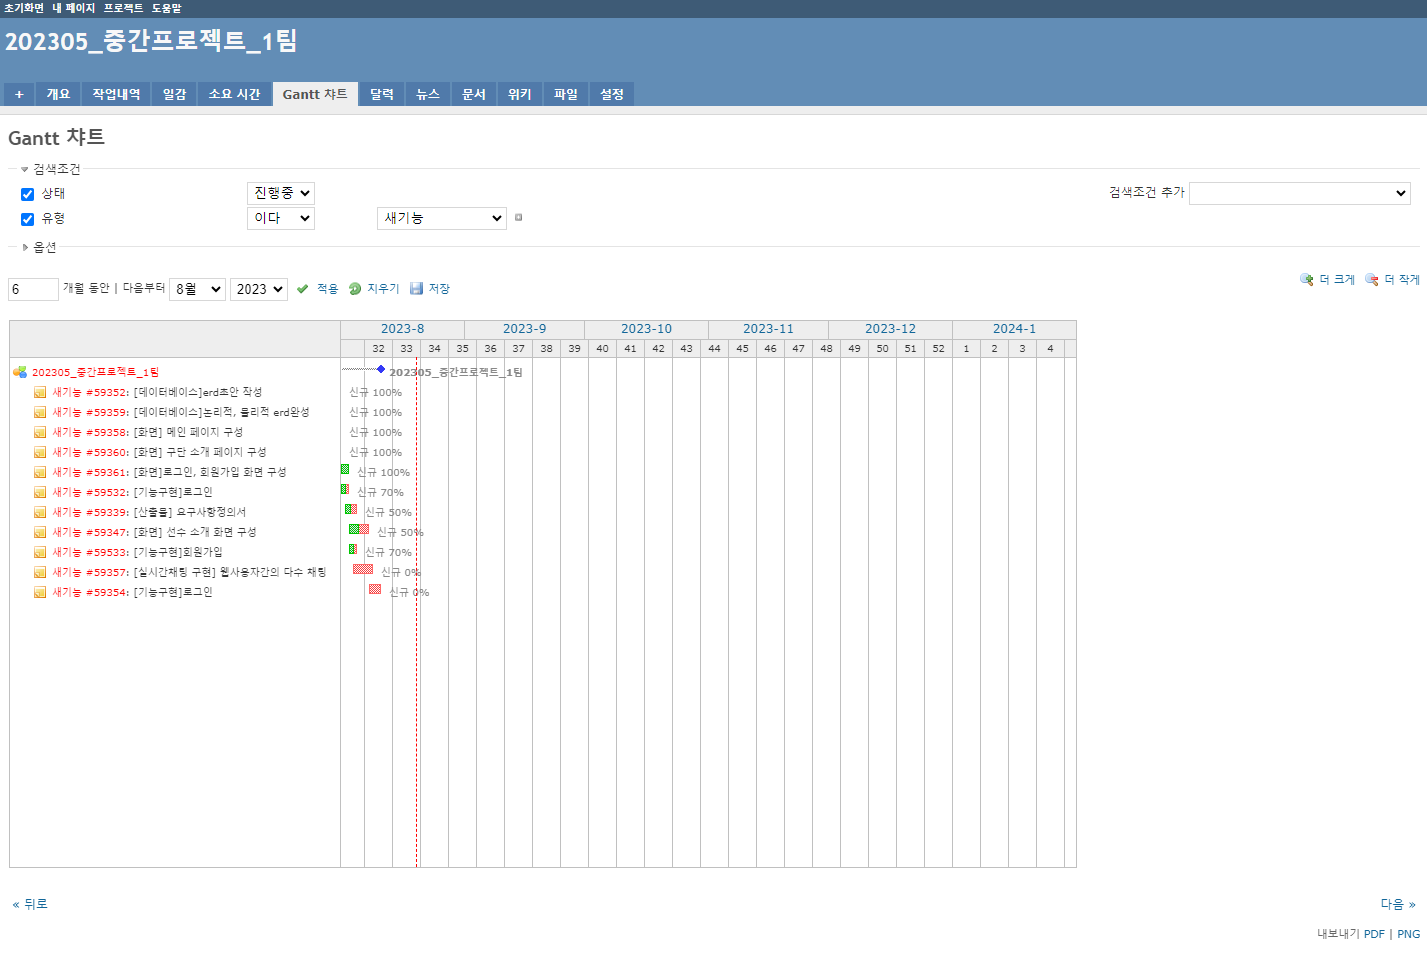 초기화면 내 페이지 프로젝트 도움말
202305_중간프로젝트_1팀
+ 개요 작업내역 일감 소요 시간 Gantt 챠트 달력 뉴스 문서 위키 파일 설정
Gantt 챠트
검색조건
상태 진행중 검색조건 추가
유형 이다 새기능
옵션
6 개월 동안 | 다음부터 8월 2023 적용 지우기 저장 더 크게 더 작게
2023-8 2023-9 2023-10 2023-11 2023-12 2024-1
32 33 34 35 36 37 38 39 40 41 42 43 44 45 46 47 48 49 50 51 52 1 2 3 4
202305_중간프로젝트_1팀 202305_중간프로젝트_1팀
새기능 #59352: [데이터베이스]erd초안 작성 신규 100%
새기능 #59359: [데이터베이스]논리적, 물리적 erd완성 신규 100%
새기능 #59358: [화면] 메인 페이지 구성 신규 100%
새기능 #59360: [화면] 구단 소개 페이지 구성 신규 100%
새기능 #59361: [화면]로그인, 회원가입 화면 구성 신규 100%
새기능 #59532: [기능구현]로그인 신규 70%
새기능 #59339: [산출물] 요구사항정의서 신규 50%
새기능 #59347: [화면] 선수 소개 화면 구성 신규 50%
새기능 #59533: [기능구현]회원가입 신규 70%
새기능 #59357: [실시간채팅 구현] 웹사용자간의 다수 채팅 신규 0%
새기능 #59354: [기능구현]로그인 신규 0%
« 뒤로 다음 »
내보내기 PDF | PNG